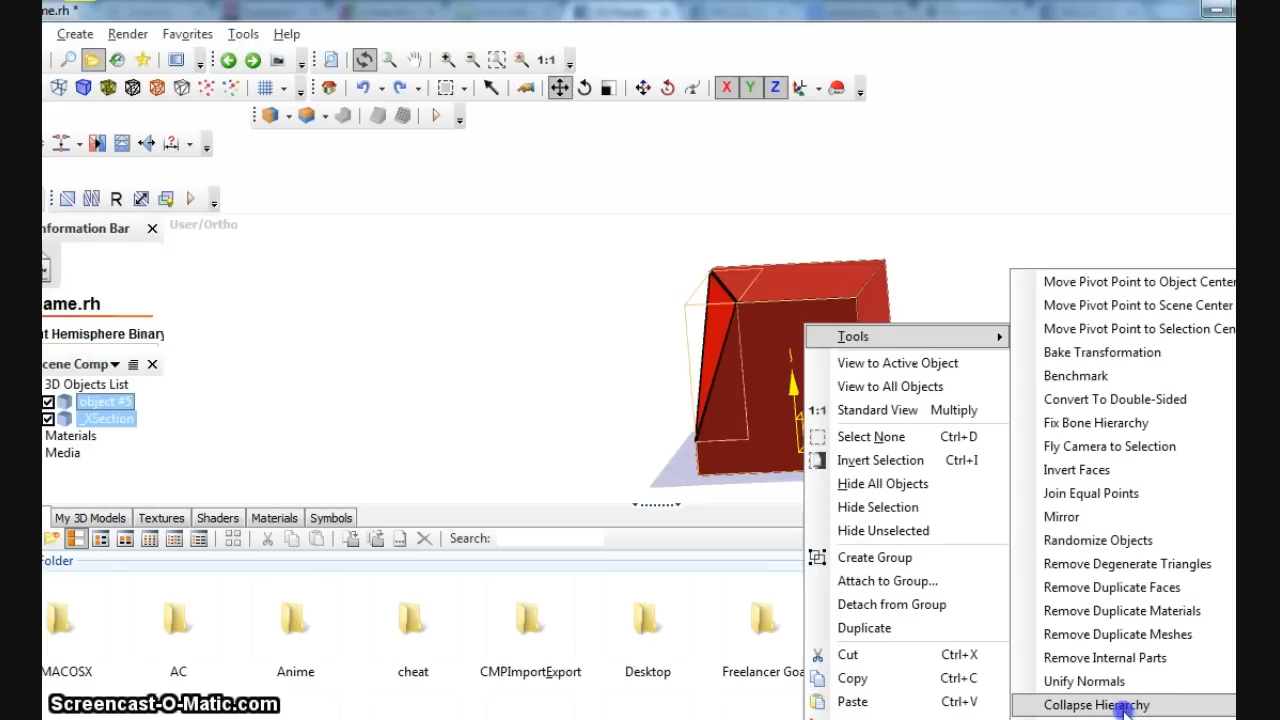 me.rh *
Create Render Favorites Tools Help
1:1
X Y Z
R
nformation Bar
User/Ortho
ame.rh
nt Hemisphere Binary
cene Comp
3D Objects List
object #5
_XSection
Materials
Media
Tools
View to Active Object
View to All Objects
1:1 Standard View Multiply
Select None Ctrl+D
Invert Selection Ctrl+I
Hide All Objects
Hide Selection
Hide Unselected
Create Group
Attach to Group...
Detach from Group
Duplicate
Cut Ctrl+X
Copy Ctrl+C
Paste Ctrl+V
Move Pivot Point to Object Center
Move Pivot Point to Scene Center
Move Pivot Point to Selection Cen
Bake Transformation
Benchmark
Convert To Double-Sided
Fix Bone Hierarchy
Fly Camera to Selection
Invert Faces
Join Equal Points
Mirror
Randomize Objects
Remove Degenerate Triangles
Remove Duplicate Faces
Remove Duplicate Materials
Remove Duplicate Meshes
Remove Internal Parts
Unify Normals
Collapse Hierarchy
My 3D Models Textures Shaders Materials Symbols
Search:
Folder
MACOSX AC Anime cheat CMPImportExport Desktop Freelancer Goa
Screencast-O-Matic.com